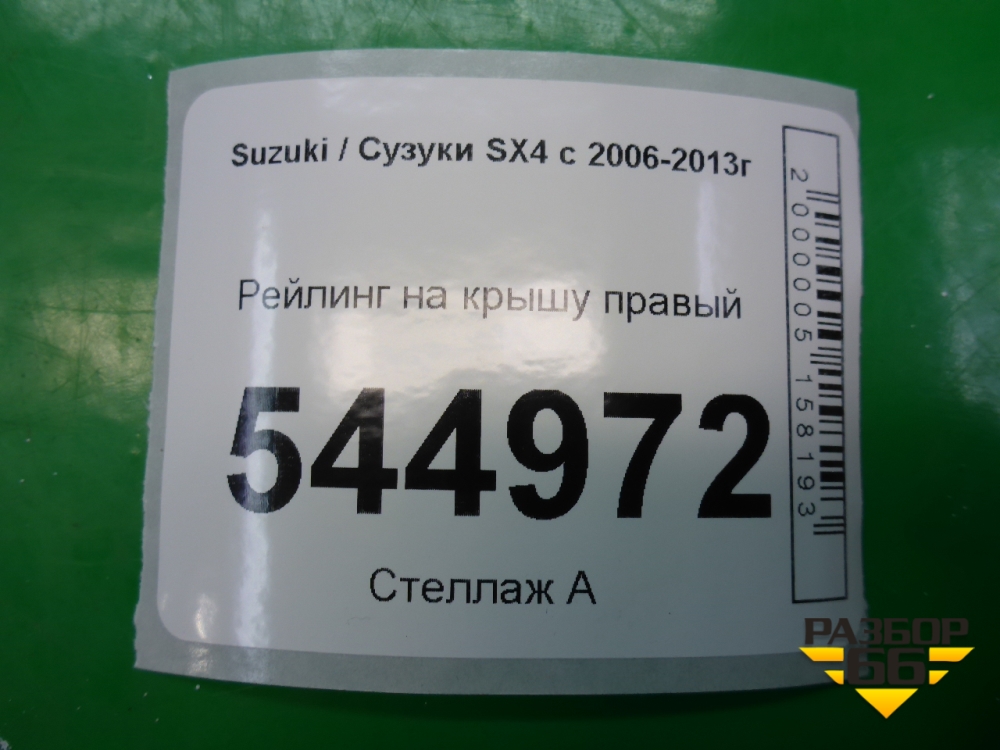 Suzuki / Сузуки SX4 с 2006-2013г
Рейлинг на крышу правый
544972
Стеллаж А
2000005158193
РАЗБОР
66